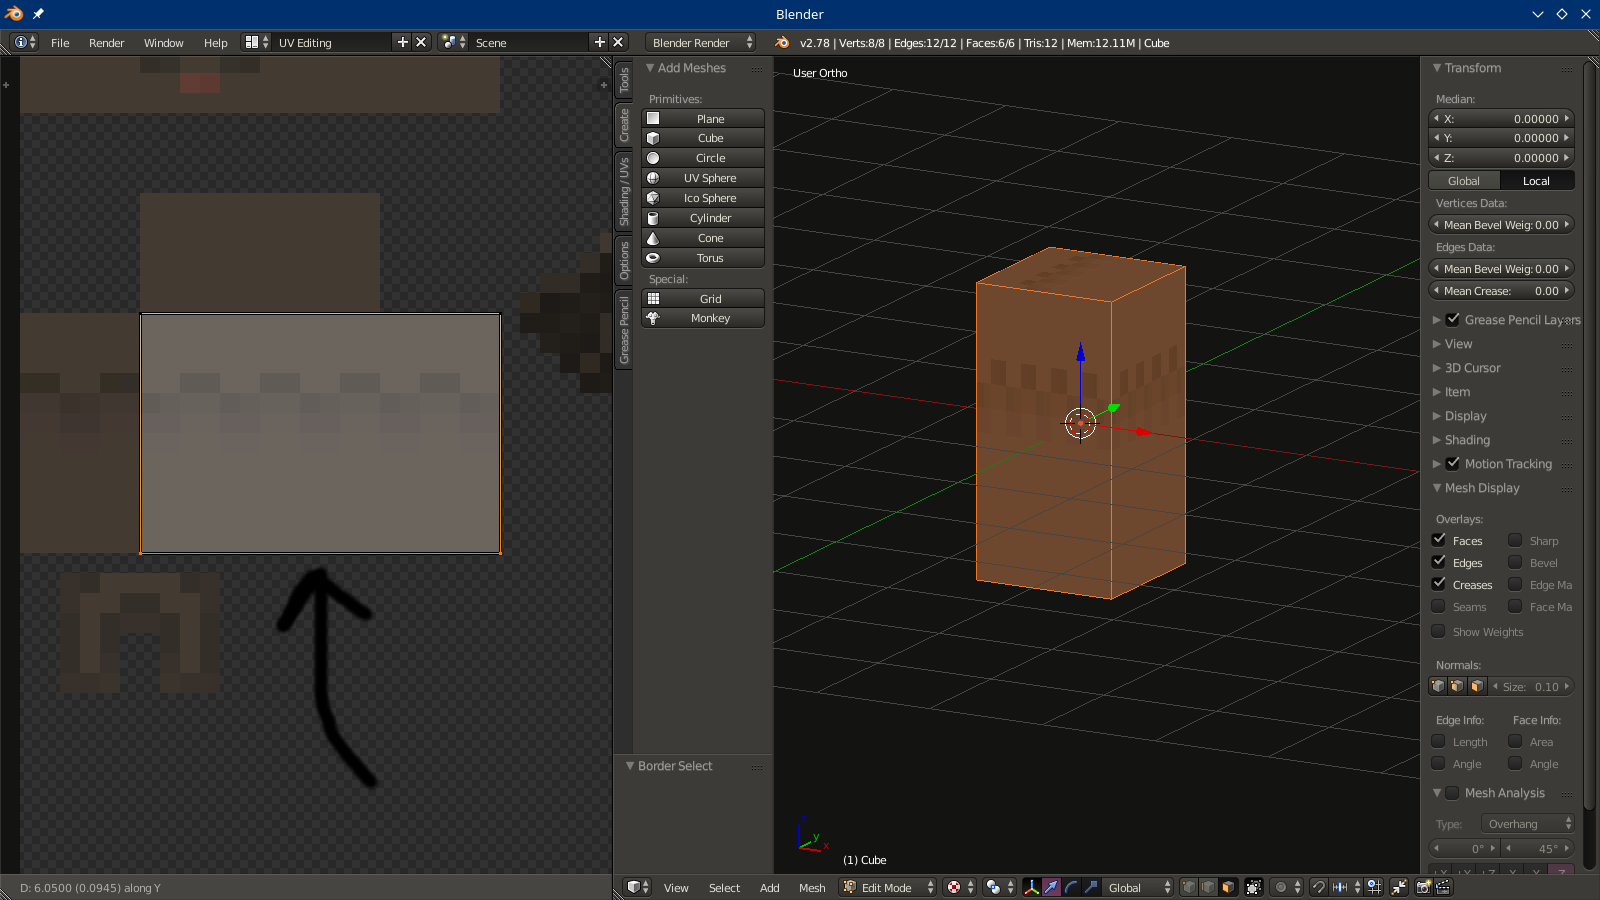 Blender
File Render Window Help UV Editing Scene Blender Render v2.78 | Verts:8/8 | Edges:12/12 | Faces:6/6 | Tris:12 | Mem:12.11M | Cube
Tools
Create
Shading / UVs
Options
Grease Pencil
Add Meshes
Primitives:
Plane
Cube
Circle
UV Sphere
Ico Sphere
Cylinder
Cone
Torus
Special:
Grid
Monkey
Border Select
User Ortho
z
y
x
(1) Cube
Transform
Median:
X: 0.00000
Y: 0.00000
Z: 0.00000
Global Local
Vertices Data:
Mean Bevel Weig: 0.00
Edges Data:
Mean Bevel Weig: 0.00
Mean Crease: 0.00
Grease Pencil Layers
View
3D Cursor
Item
Display
Shading
Motion Tracking
Mesh Display
Overlays:
Faces Sharp
Edges Bevel
Creases Edge Ma
Seams Face Ma
Show Weights
Normals:
Size: 0.10
Edge Info: Face Info:
Length Area
Angle Angle
Mesh Analysis
Type: Overhang
0° 45°
D: 6.0500 (0.0945) along Y
View Select Add Mesh Edit Mode Global